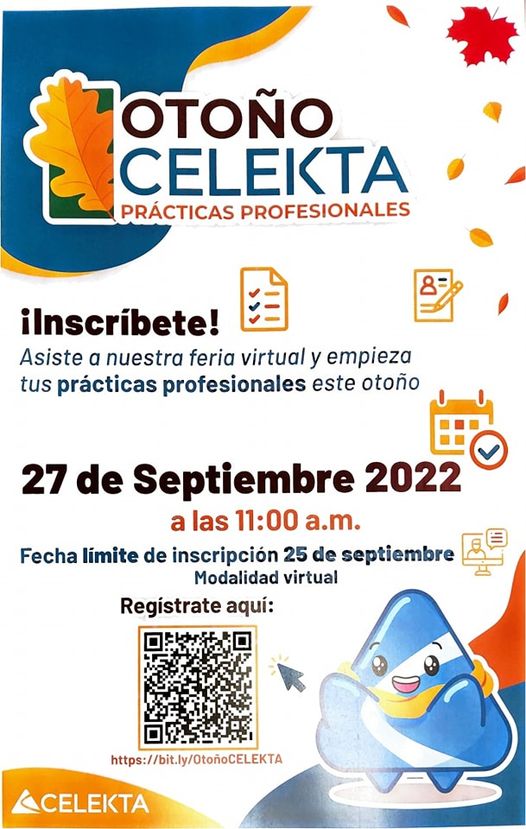 OTOÑO
CELEKTA
PRÁCTICAS PROFESIONALES
¡Inscríbete!
Asiste a nuestra feria virtual y empieza
tus prácticas profesionales este otoño
27 de Septiembre 2022
a las 11:00 a.m.
Fecha límite de inscripción 25 de septiembre
Modalidad virtual
Regístrate aquí:
https://bit.ly/OtoñoCELEKTA
CELEKTA